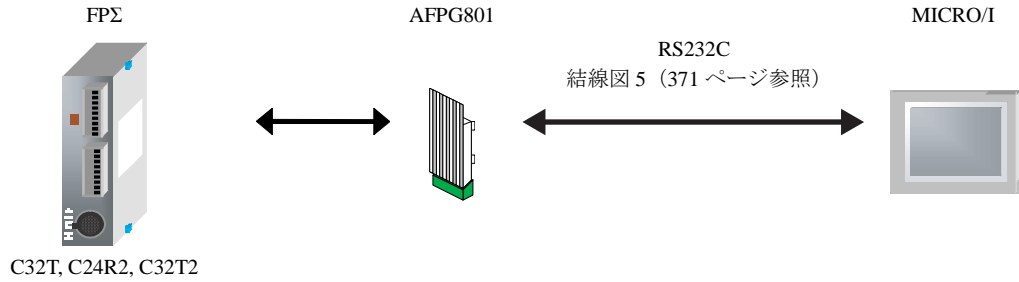 FPΣ
AFPG801
MICRO/I
RS232C
結線図 5（371 ページ参照）
C32T, C24R2, C32T2